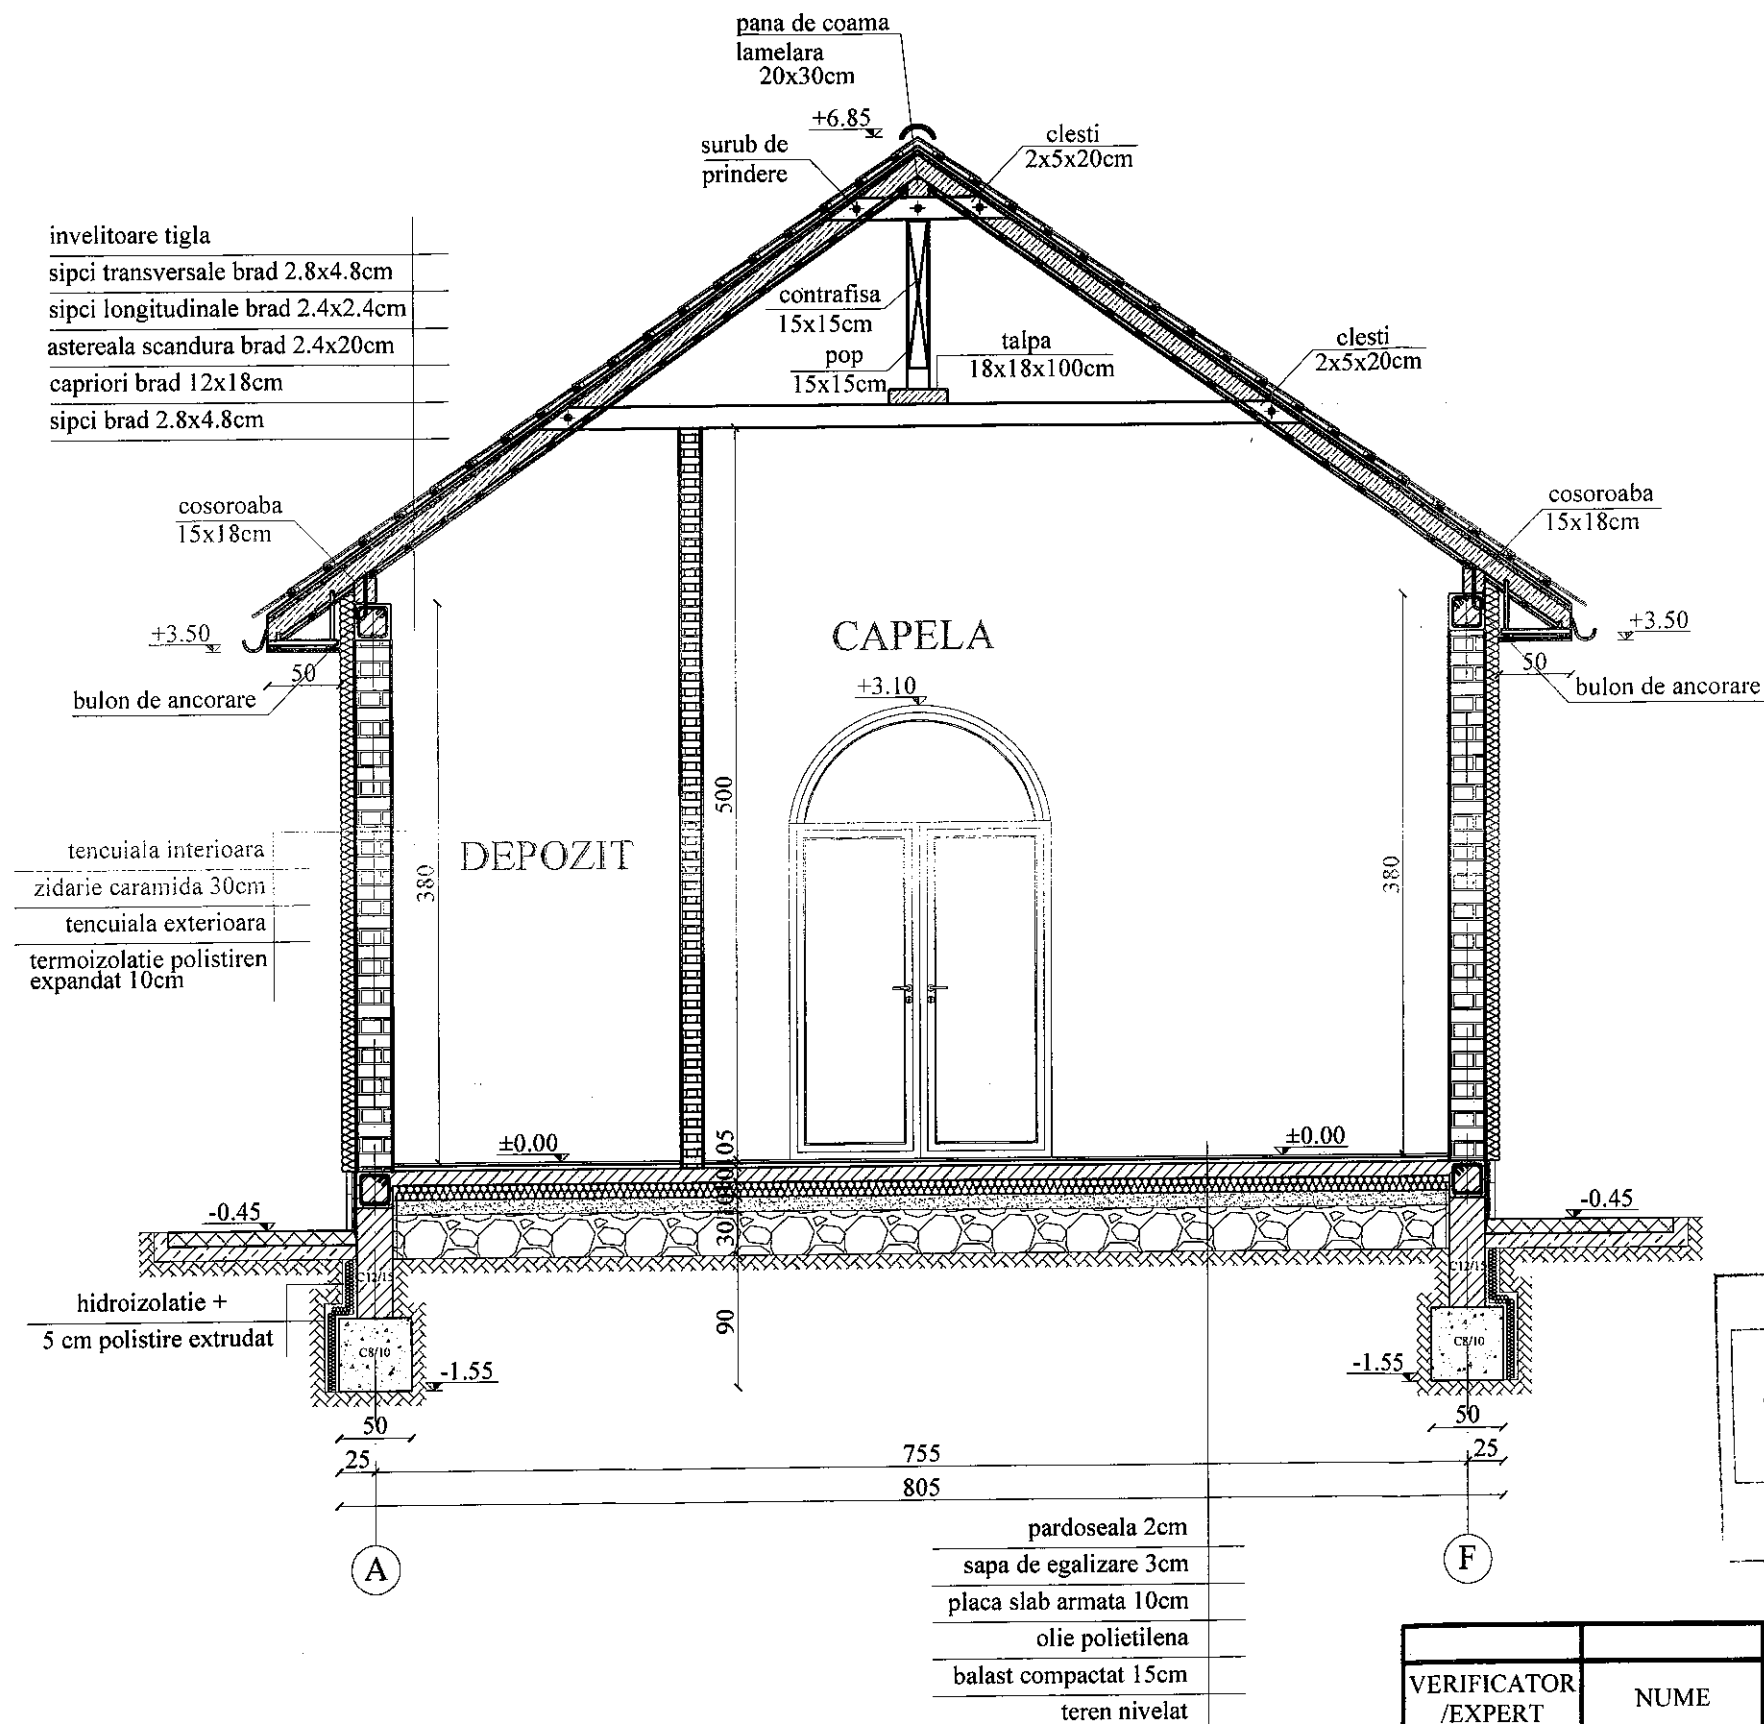 pana de coama
lamelara
20x30cm
+6.85
surub de
prindere
clesti
2x5x20cm
invelitoare tigla
sipci transversale brad 2.8x4.8cm
sipci longitudinale brad 2.4x2.4cm
astereala scandura brad 2.4x20cm
capriori brad 12x18cm
sipci brad 2.8x4.8cm
contrafisa
15x15cm
pop
15x15cm
talpa
18x18x100cm
clesti
2x5x20cm
cosoroaba
15x18cm
cosoroaba
15x18cm
+3.50
50
bulon de ancorare
CAPELA
+3.10
+3.50
50
bulon de ancorare
500
380
380
DEPOZIT
tencuiala interioara
zidarie caramida 30cm
tencuiala exterioara
termoizolatie polistiren
expandat 10cm
±0.00
±0.00
05
10
10
30
90
-0.45
-0.45
C12/15
C12/15
hidroizolatie +
5 cm polistire extrudat
C8/10
C8/10
-1.55
-1.55
50
50
25
755
25
805
A
F
pardoseala 2cm
sapa de egalizare 3cm
placa slab armata 10cm
olie polietilena
balast compactat 15cm
teren nivelat
VERIFICATOR
/EXPERT
NUME